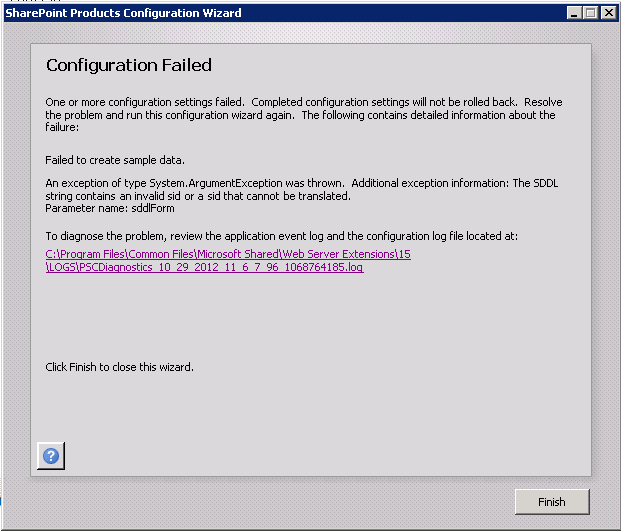 SharePoint Products Configuration Wizard
Configuration Failed
One or more configuration settings failed. Completed configuration settings will not be rolled back. Resolve
the problem and run this configuration wizard again. The following contains detailed information about the
failure:
Failed to create sample data.
An exception of type System.ArgumentException was thrown. Additional exception information: The SDDL
string contains an invalid sid or a sid that cannot be translated.
Parameter name: sddlForm
To diagnose the problem, review the application event log and the configuration log file located at:
C:\Program Files\Common Files\Microsoft Shared\Web Server Extensions\15
\LOGS\PSCDiagnostics_10_29_2012_11_6_7_96_1068764185.log
Click Finish to close this wizard.
?
Finish